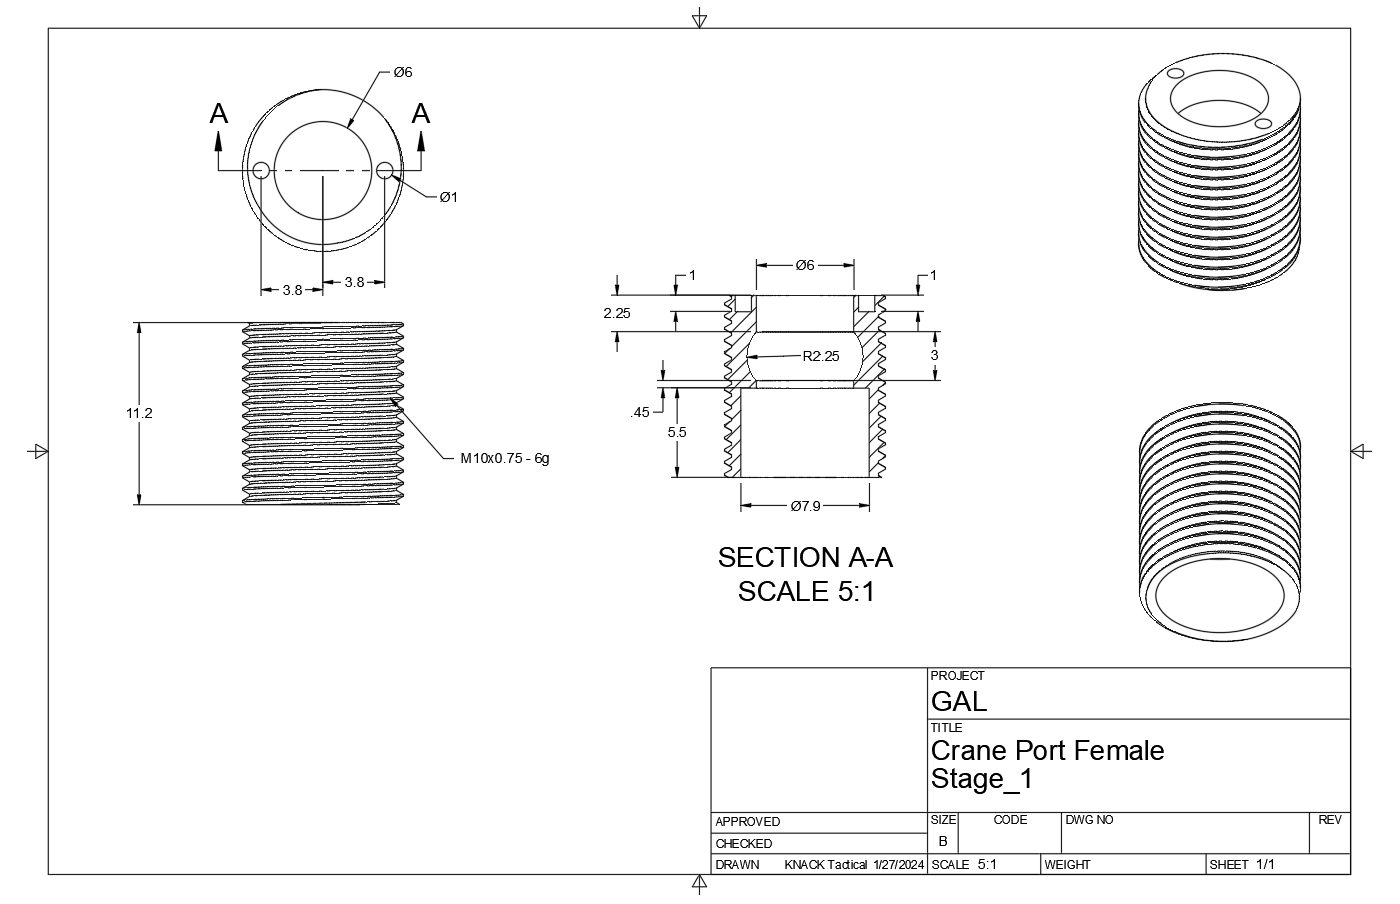 Ø6
A
A
Ø1
3.8
3.8
11.2
M10x0.75 - 6g
Ø6
1
1
2.25
R2.25
3
.45
5.5
Ø7.9
SECTION A-A
SCALE 5:1
PROJECT
GAL
TITLE
Crane Port Female
Stage_1
APPROVED
SIZE
CODE
DWG NO
REV
B
CHECKED
DRAWN
KNACK Tactical 1/27/2024
SCALE 5:1
WEIGHT
SHEET 1/1